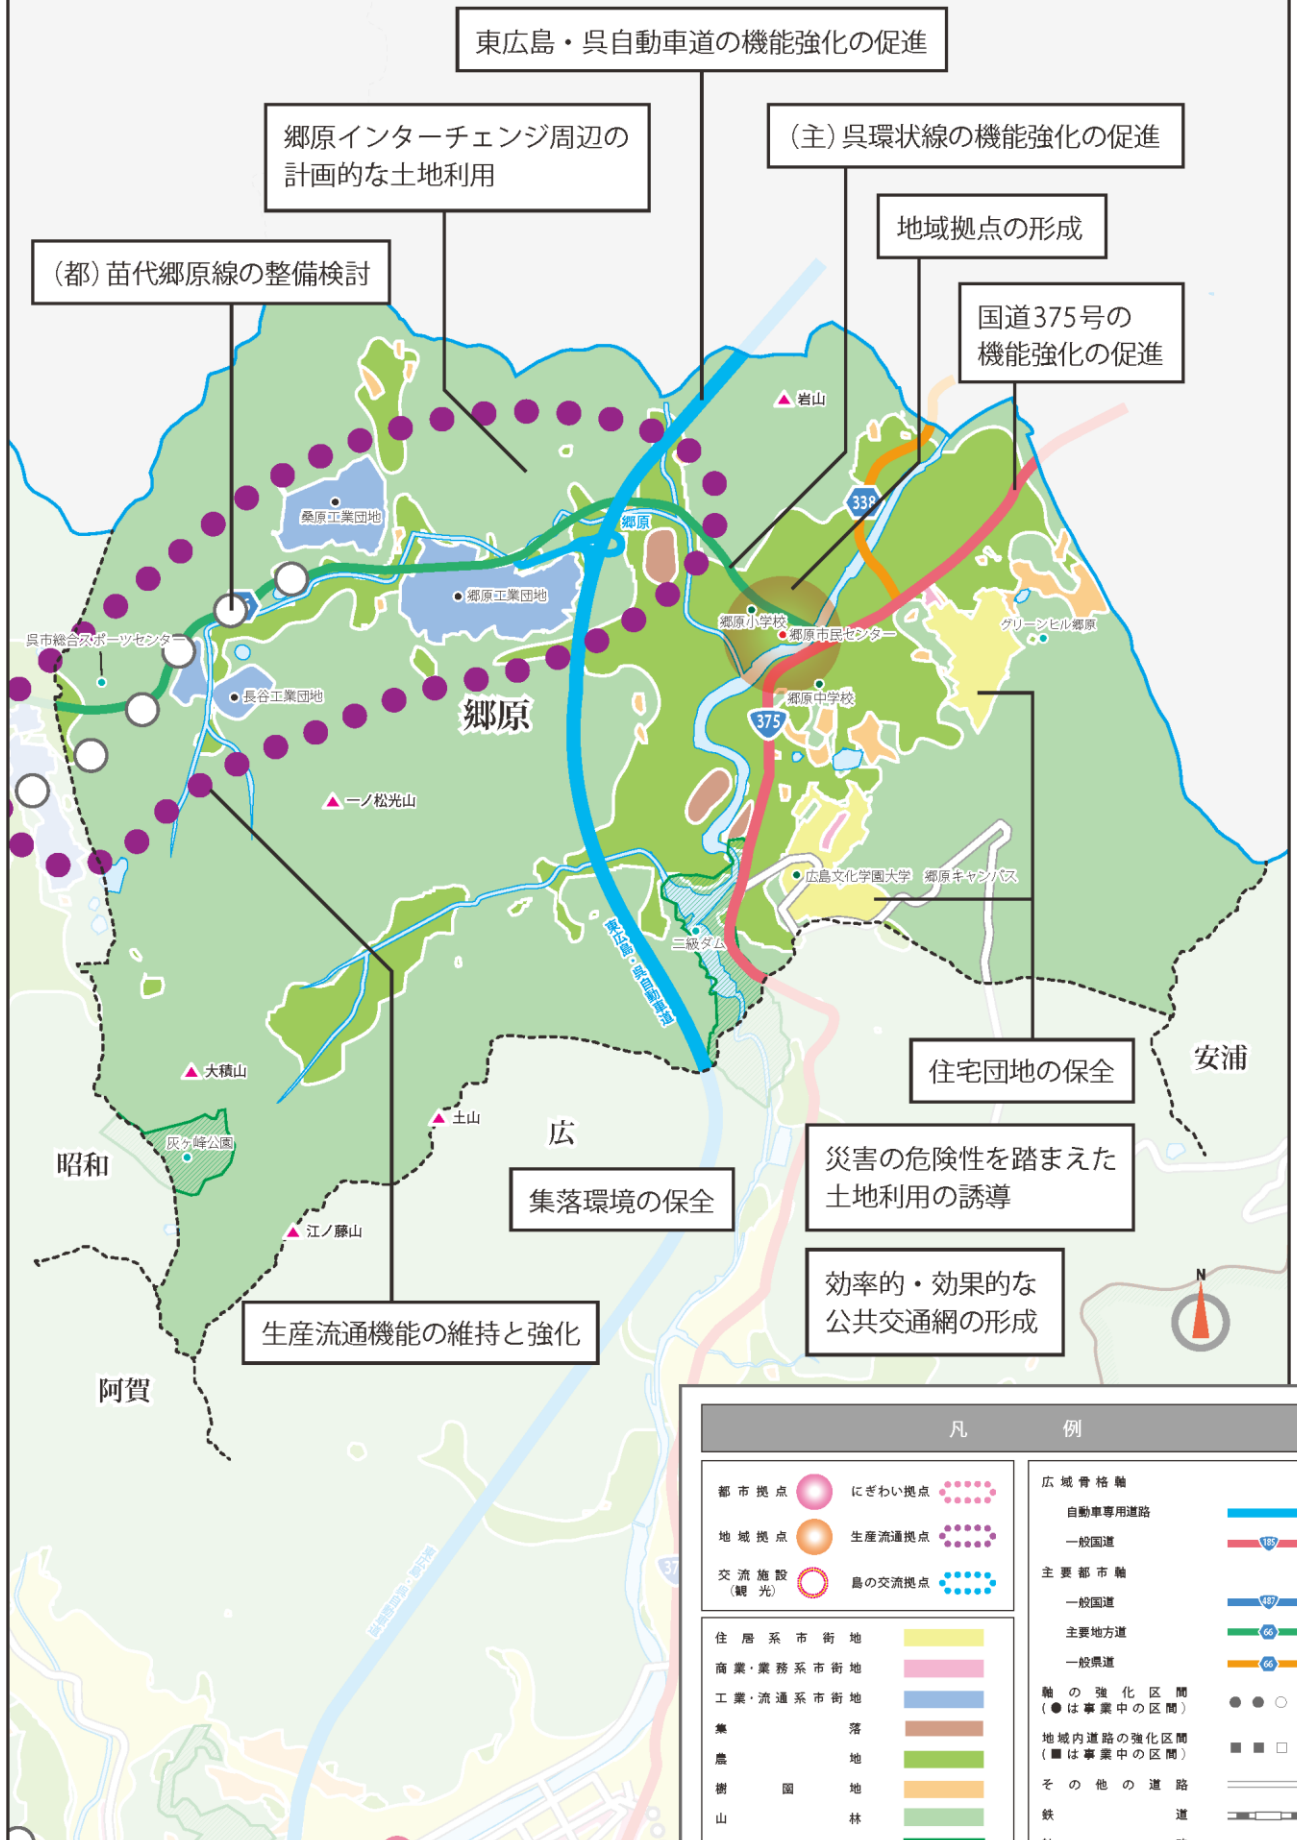 東広島・呉自動車道の機能強化の促進
郷原インターチェンジ周辺の
計画的な土地利用
（主）呉環状線の機能強化の促進
地域拠点の形成
（都）苗代郷原線の整備検討
国道375号の
機能強化の促進
岩山
338
桑原工業団地
郷原
郷原工業団地
郷原小学校
郷原市民センター
グリーンヒル郷原
呉市総合スポーツセンター
長谷工業団地
郷原中学校
郷原
375
一ノ松光山
広島文化学園大学 郷原キャンパス
二級ダム
東広島・呉自動車道
大積山
土山
灰ヶ峰公園
昭和
広
安浦
江ノ藤山
阿賀
住宅団地の保全
災害の危険性を踏まえた
土地利用の誘導
集落環境の保全
効率的・効果的な
公共交通網の形成
生産流通機能の維持と強化
N
凡例
都市拠点
にぎわい拠点
地域拠点
生産流通拠点
交流施設
（観光）
島の交流拠点
住居系市街地
商業・業務系市街地
工業・流通系市街地
集落
農地
樹園地
山林
広域骨格軸
自動車専用道路
一般国道
185
主要都市軸
一般国道
487
主要地方道
66
一般県道
66
軸の強化区間
（●は事業中の区間）
地域内道路の強化区間
（■は事業中の区間）
その他の道路
鉄道